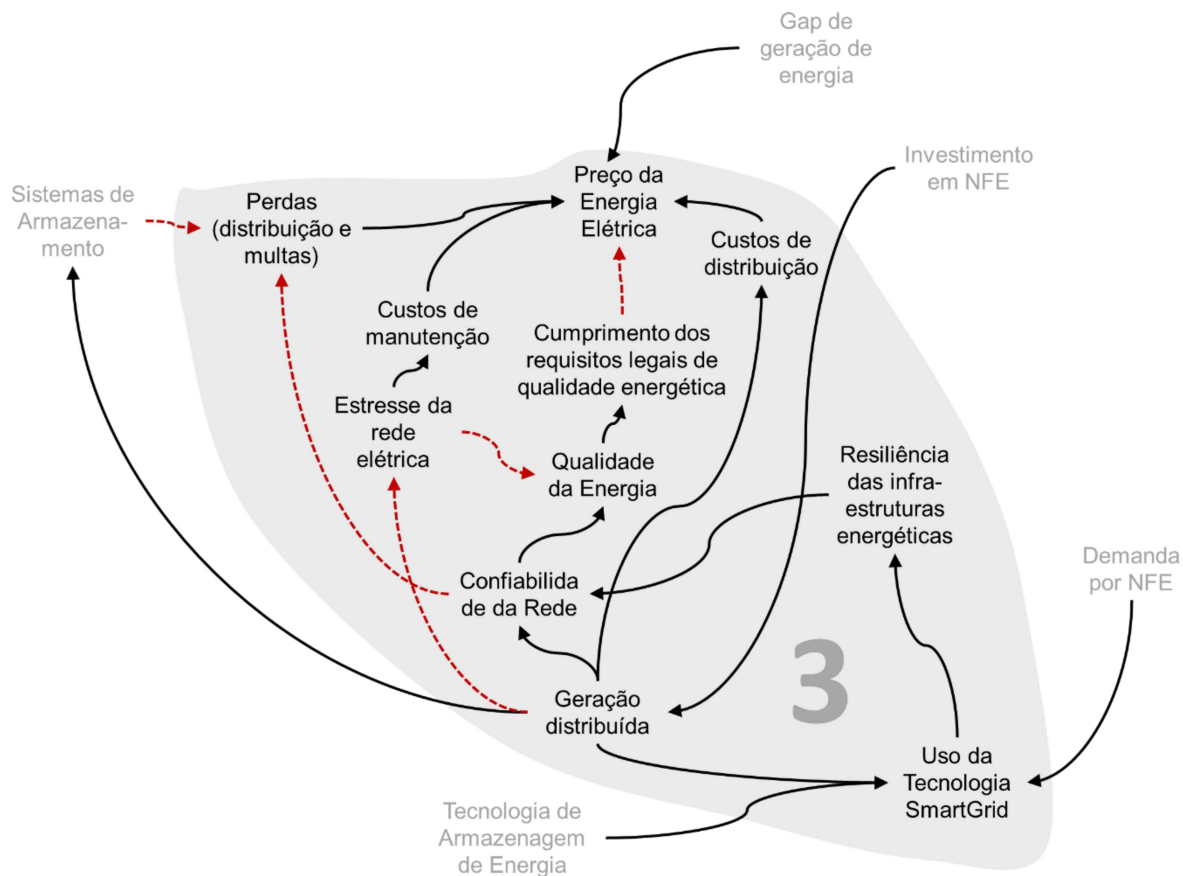 Gap de
geração de
energia
Investimento
em NFE
Sistemas de
Armazena-
mento
Perdas
(distribuição e
multas)
Preço da
Energia
Elétrica
Custos de
distribuição
Custos de
manutenção
Cumprimento dos
requisitos legais de
qualidade energética
Estresse da
rede
elétrica
Qualidade
da Energia
Resiliência
das infra-
estruturas
energéticas
Demanda
por NFE
Confiabilida
de da Rede
3
Geração
distribuída
Uso da
Tecnologia
SmartGrid
Tecnologia de
Armazenagem
de Energia